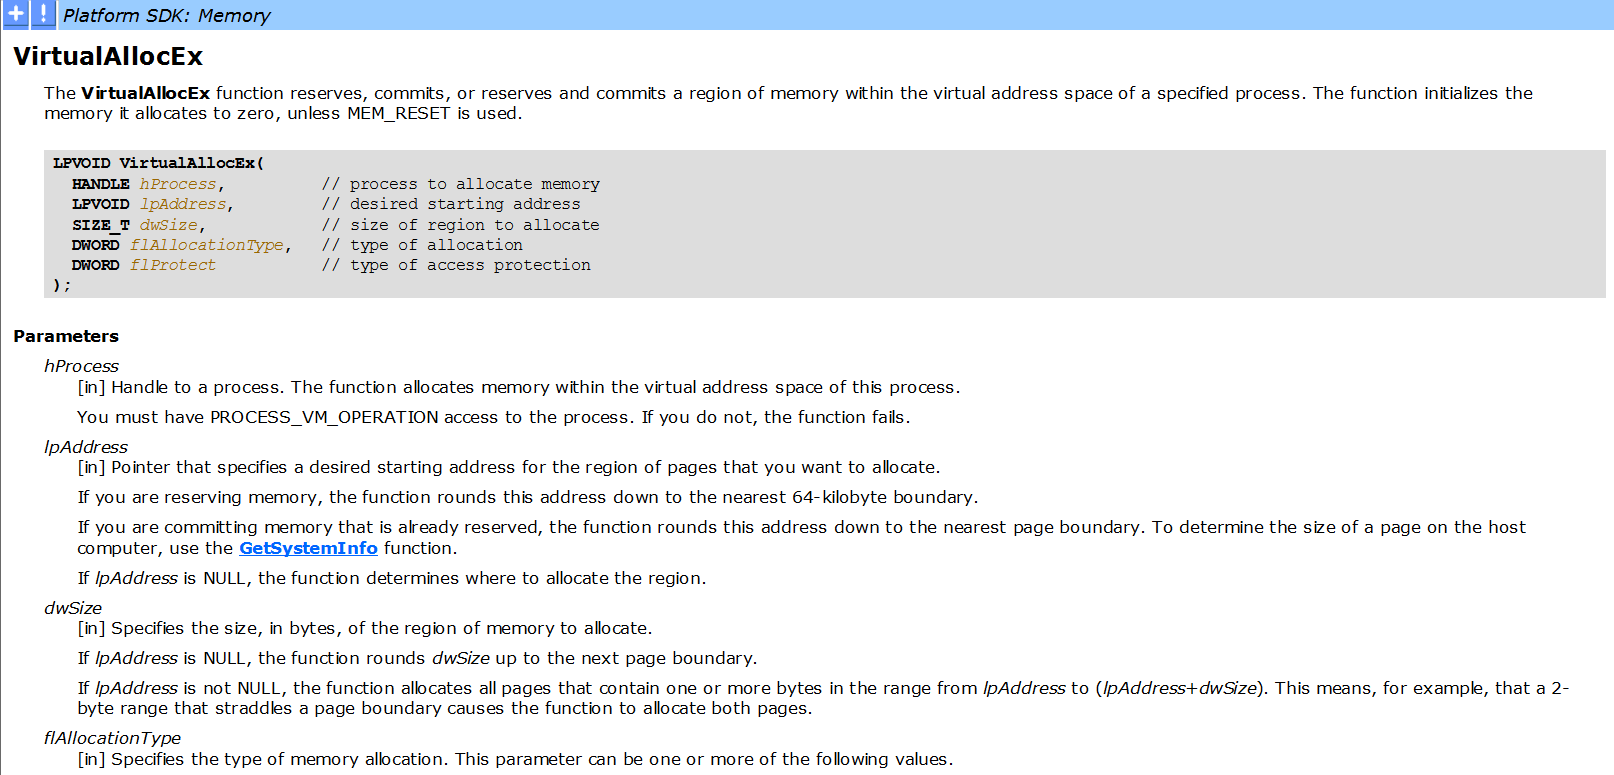 + ! Platform SDK: Memory
VirtualAllocEx
The VirtualAllocEx function reserves, commits, or reserves and commits a region of memory within the virtual address space of a specified process. The function initializes the
memory it allocates to zero, unless MEM_RESET is used.
LPVOID VirtualAllocEx(
HANDLE hProcess, // process to allocate memory
LPVOID lpAddress, // desired starting address
SIZE_T dwSize, // size of region to allocate
DWORD flAllocationType, // type of allocation
DWORD flProtect // type of access protection
);
Parameters
hProcess
[in] Handle to a process. The function allocates memory within the virtual address space of this process.
You must have PROCESS_VM_OPERATION access to the process. If you do not, the function fails.
lpAddress
[in] Pointer that specifies a desired starting address for the region of pages that you want to allocate.
If you are reserving memory, the function rounds this address down to the nearest 64-kilobyte boundary.
If you are committing memory that is already reserved, the function rounds this address down to the nearest page boundary. To determine the size of a page on the host
computer, use the GetSystemInfo function.
If lpAddress is NULL, the function determines where to allocate the region.
dwSize
[in] Specifies the size, in bytes, of the region of memory to allocate.
If lpAddress is NULL, the function rounds dwSize up to the next page boundary.
If lpAddress is not NULL, the function allocates all pages that contain one or more bytes in the range from lpAddress to (lpAddress+dwSize). This means, for example, that a 2-
byte range that straddles a page boundary causes the function to allocate both pages.
flAllocationType
[in] Specifies the type of memory allocation. This parameter can be one or more of the following values.